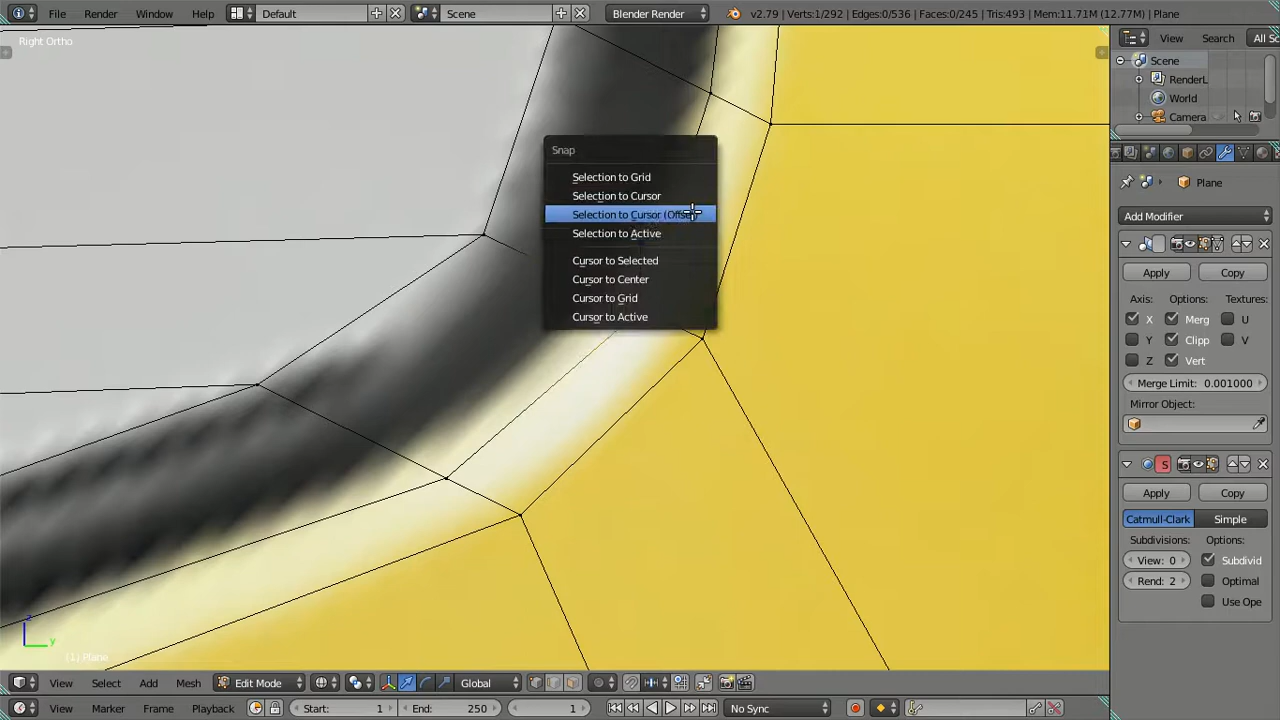 File Render Window Help Default Scene Blender Render v2.79 | Verts:1/292 | Edges:0/536 | Faces:0/245 | Tris:493 | Mem:11.71M (12.77M) | Plane
Right Ortho
View Search All Sc
Scene
RenderL
World
Camera
Snap
Selection to Grid
Selection to Cursor
Selection to Cursor (Offse
Selection to Active
Cursor to Selected
Cursor to Center
Cursor to Grid
Cursor to Active
Plane
Add Modifier
Apply Copy
Axis: Options: Textures:
X Merg U
Y Clipp V
Z Vert
Merge Limit: 0.001000
Mirror Object:
S
Apply Copy
Catmull-Clark Simple
Subdivisions: Options:
View: 0 Subdivid
Rend: 2 Optimal
Use Ope
z
y
(1) Plane
View Select Add Mesh Edit Mode Global
View Marker Frame Playback Start: 1 End: 250 1 No Sync